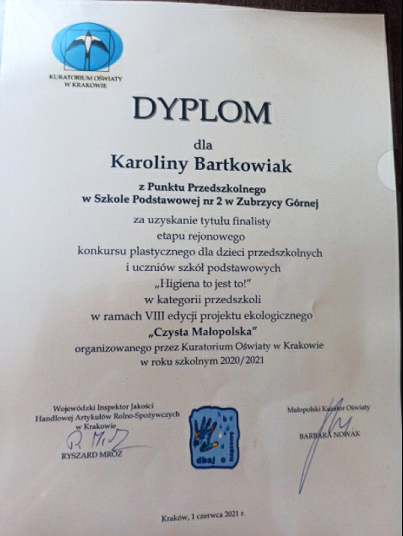 KURATORIUM OŚWIATY
W KRAKOWIE
DYPLOM
dla
Karoliny Bartkowiak
z Punktu Przedszkolnego
w Szkole Podstawowej nr 2 w Zubrzycy Górnej
za uzyskanie tytułu finalisty
etapu rejonowego
konkursu plastycznego dla dzieci przedszkolnych
i uczniów szkół podstawowych
„Higiena to jest to!”
w kategorii przedszkoli
w ramach VIII edycji projektu ekologicznego
„Czysta Małopolska”
organizowanego przez Kuratorium Oświaty w Krakowie
w roku szkolnym 2020/2021
Wojewódzki Inspektor Jakości
Handlowej Artykułów Rolno-Spożywczych
w Krakowie
RYSZARD MRÓZ
dbaj
Małopolski Kurator Oświaty
BARBARA NOWAK
Kraków, 1 czerwca 2021 r.